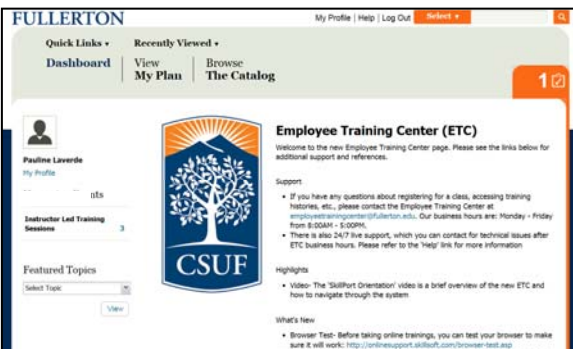 FULLERTON
My Profile | Help | Log Out
Select
Quick Links
Recently Viewed
Dashboard
View
My Plan
Browse
The Catalog
1
Pauline Laverde
My Profile
nts
Instructor Led Training
Sessions 3
Featured Topics
Select Topic
View
CSUF
Employee Training Center (ETC)
Welcome to the new Employee Training Center page. Please see the links below for
additional support and references.
Support
• If you have any questions about registering for a class, accessing training
histories, etc., please contact the Employee Training Center at
employeetrainingcenter@fullerton.edu. Our business hours are: Monday - Friday
from 8:00AM - 5:00PM.
• There is also 24/7 live support, which you can contact for technical issues after
ETC business hours. Please refer to the 'Help' link for more information
Highlights
• Video- The 'SkillPort Orientation' video is a brief overview of the new ETC and
how to navigate through the system
What's New
• Browser Test- Before taking online trainings, you can test your browser to make
sure it will work: http://onlinesupport.skillsoft.com/browser-test.asp